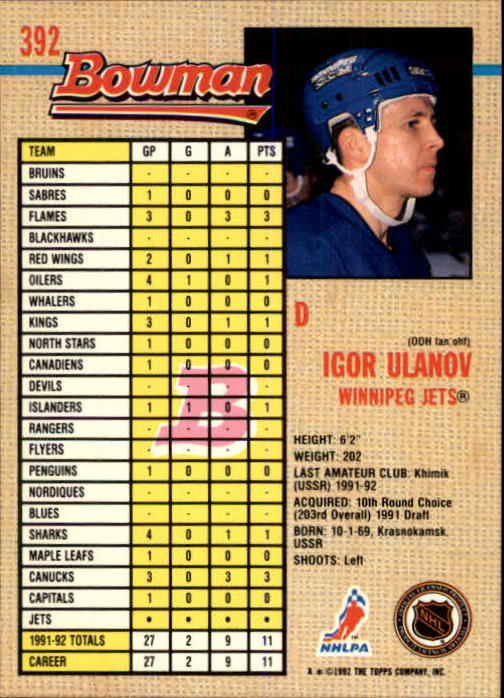 392
Bowman
TEAM GP G A PTS
BRUINS - - - -
SABRES 1 0 0 0
FLAMES 3 0 3 3
BLACKHAWKS - - - -
RED WINGS 2 0 1 1
OILERS 4 1 0 1
WHALERS 1 0 0 0
KINGS 3 0 1 1
NORTH STARS 1 0 0 0
CANADIENS 1 0 0 0
DEVILS - - - -
ISLANDERS 1 1 0 1
RANGERS - - - -
FLYERS - - - -
PENGUINS 1 0 0 0
NORDIQUES - - - -
BLUES - - - -
SHARKS 4 0 1 1
MAPLE LEAFS 1 0 0 0
CANUCKS 3 0 3 3
CAPITALS 1 0 0 0
JETS • • • •
1991-92 TOTALS 27 2 9 11
CAREER 27 2 9 11
B
D
(OOH lan ohf)
IGOR ULANOV
WINNIPEG JETS®
HEIGHT: 6'2"
WEIGHT: 202
LAST AMATEUR CLUB: Khimik
(USSR) 1991-92
ACQUIRED: 10th Round Choice
(203rd Overall) 1991 Draft
BORN: 10-1-69, Krasnokamsk,
USSR
SHOOTS: Left
NHLPA
™
NHL
A * ©1992 THE TOPPS COMPANY, INC.